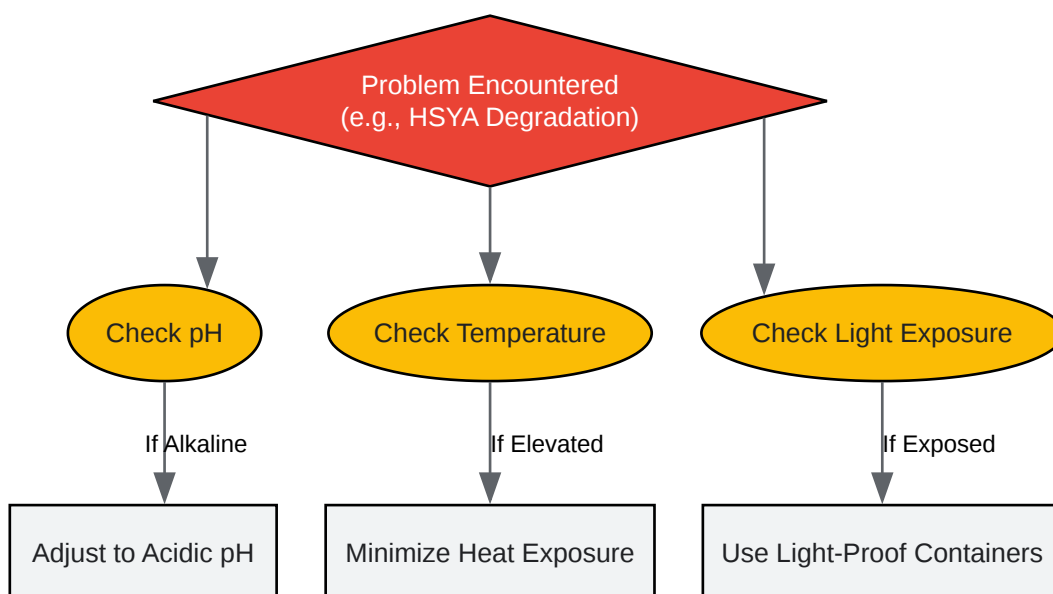 Problem Encountered
(e.g., HSYA Degradation)
Check pH
Check Temperature
Check Light Exposure
If Alkaline
If Elevated
If Exposed
Adjust to Acidic pH
Minimize Heat Exposure
Use Light-Proof Containers